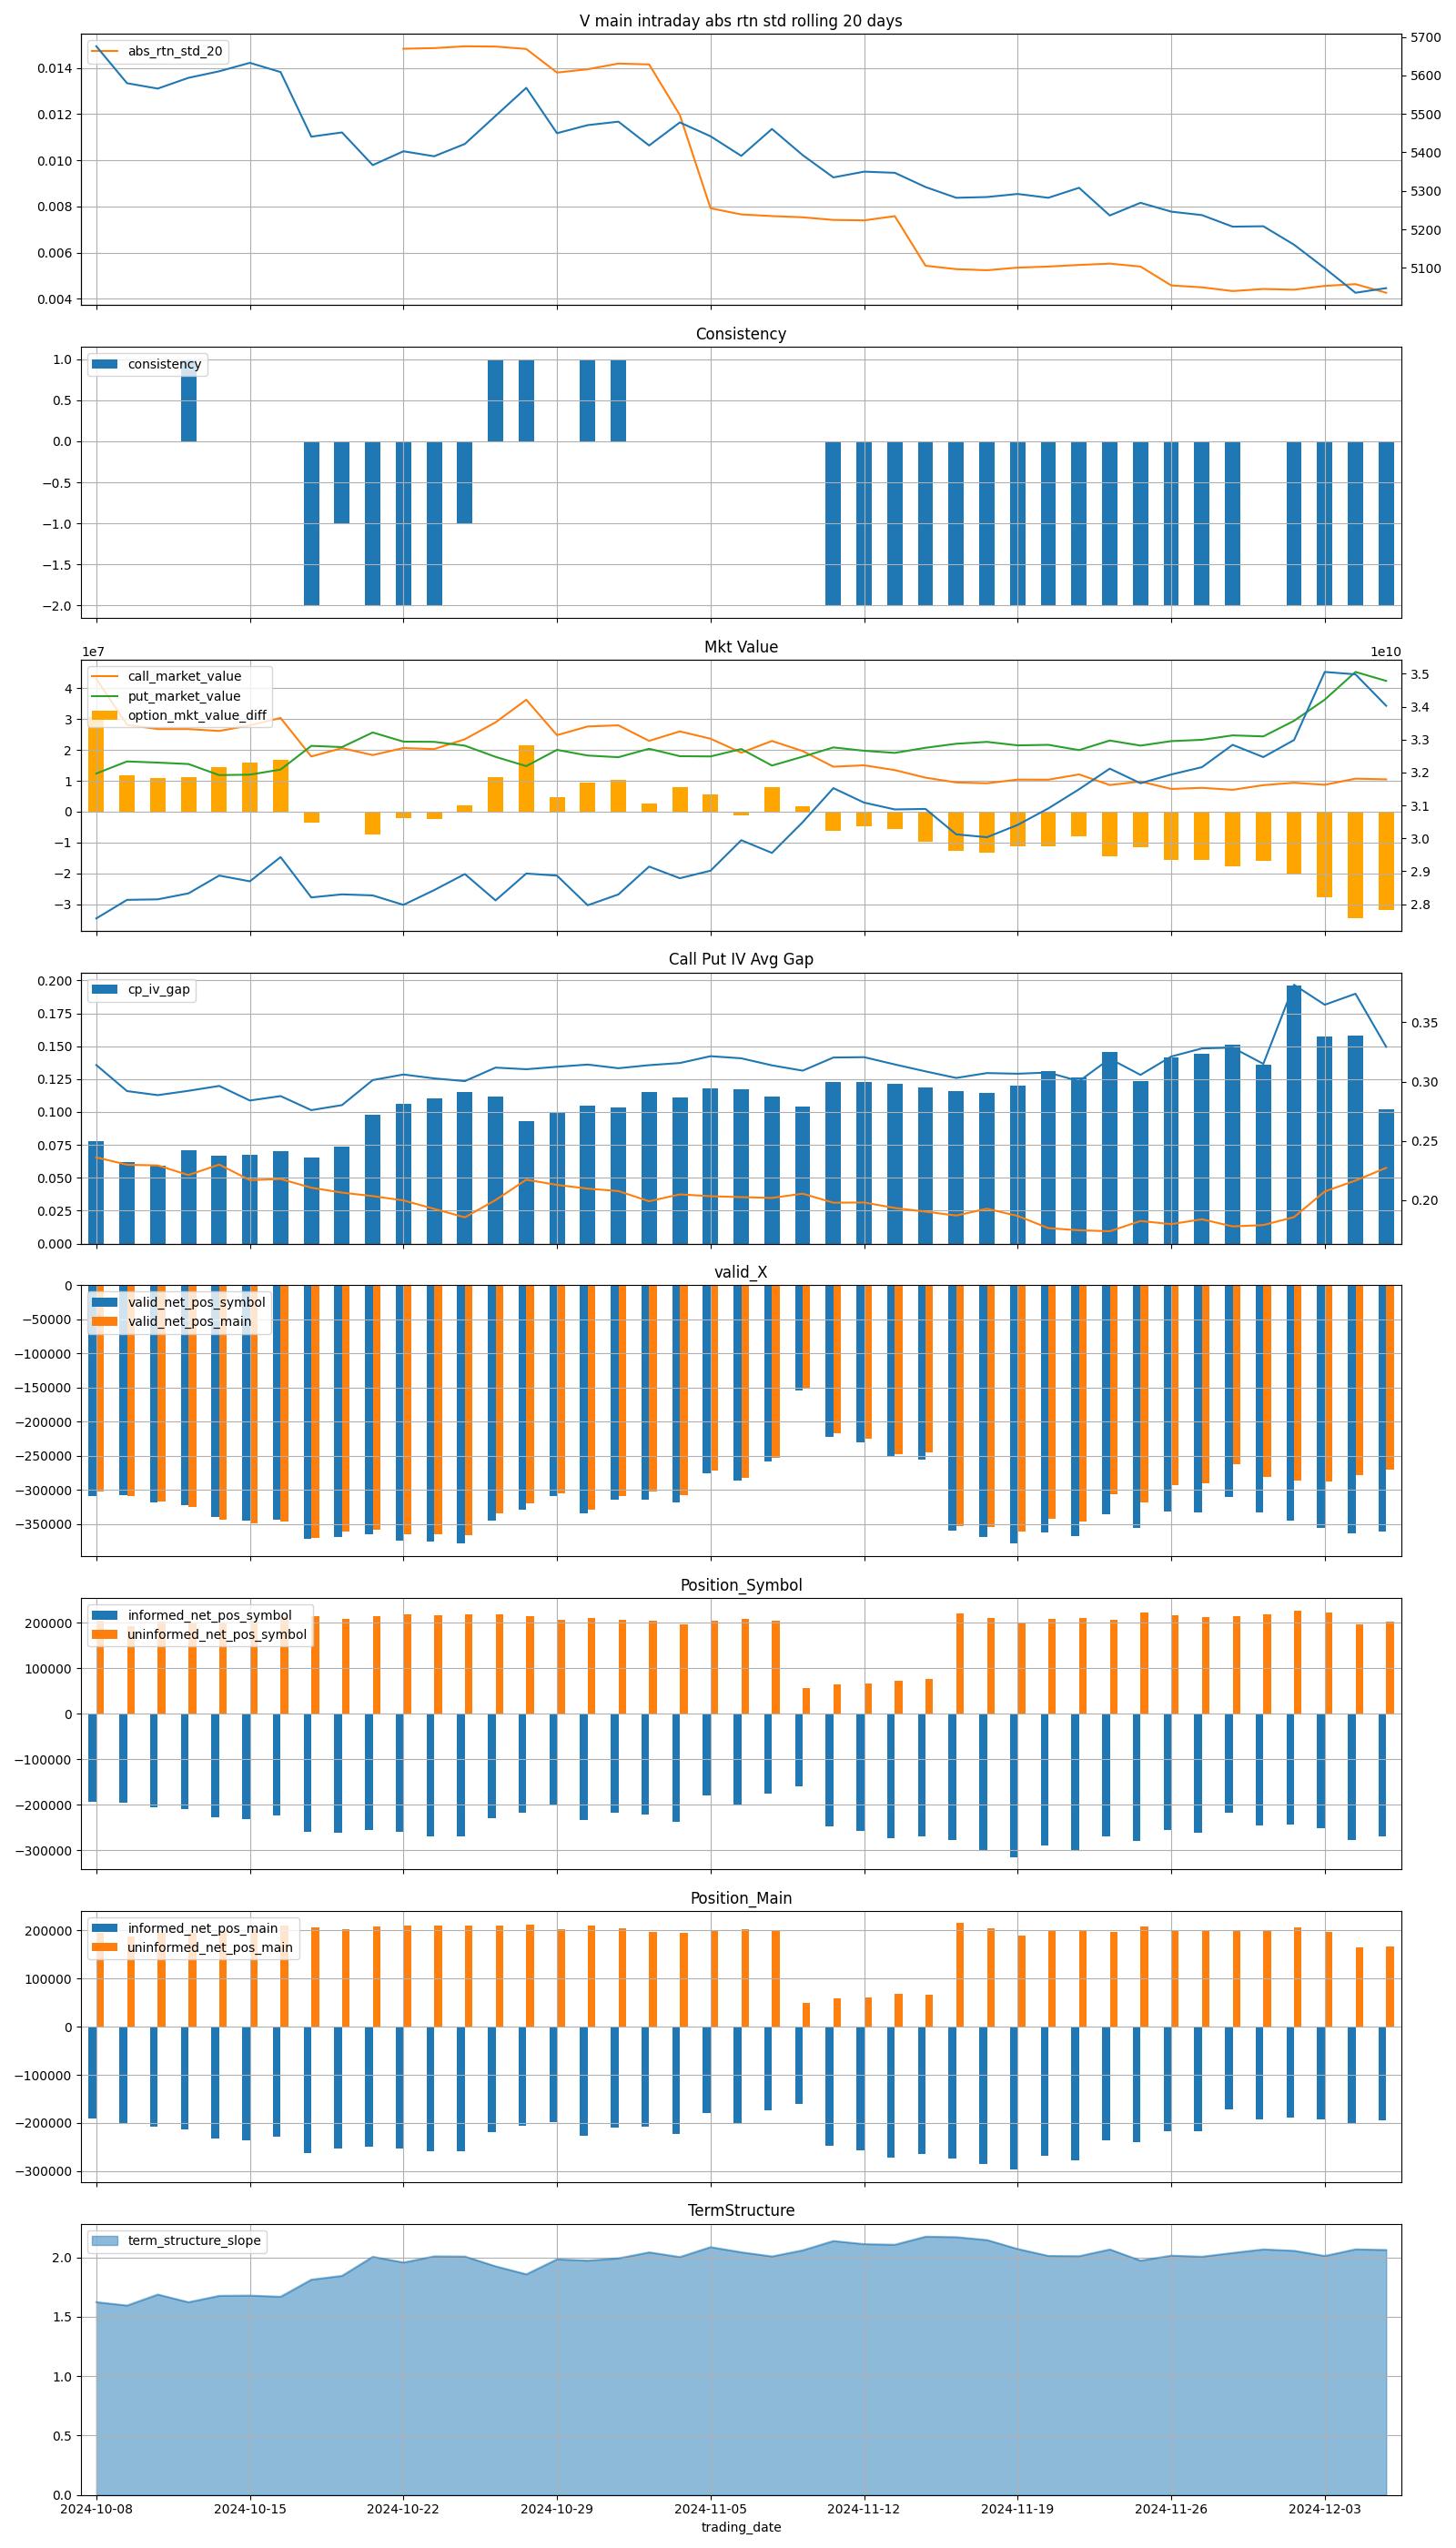 V main intraday abs rtn std rolling 20 days
abs_rtn_std_20
0.014
0.012
0.010
0.008
0.006
0.004
5700
5600
5500
5400
5300
5200
5100
Consistency
consistency
1.0
0.5
0.0
−0.5
−1.0
−1.5
−2.0
Mkt Value
1e7
1e10
call_market_value
put_market_value
option_mkt_value_diff
4
3
2
1
0
−1
−2
−3
3.5
3.4
3.3
3.2
3.1
3.0
2.9
2.8
Call Put IV Avg Gap
cp_iv_gap
0.200
0.175
0.150
0.125
0.100
0.075
0.050
0.025
0.000
0.35
0.30
0.25
0.20
valid_X
valid_net_pos_symbol
valid_net_pos_main
0
−50000
−100000
−150000
−200000
−250000
−300000
−350000
Position_Symbol
informed_net_pos_symbol
uninformed_net_pos_symbol
200000
100000
0
−100000
−200000
−300000
Position_Main
informed_net_pos_main
uninformed_net_pos_main
200000
100000
0
−100000
−200000
−300000
TermStructure
term_structure_slope
2.0
1.5
1.0
0.5
0.0
2024-10-08 2024-10-15 2024-10-22 2024-10-29 2024-11-05 2024-11-12 2024-11-19 2024-11-26 2024-12-03
trading_date